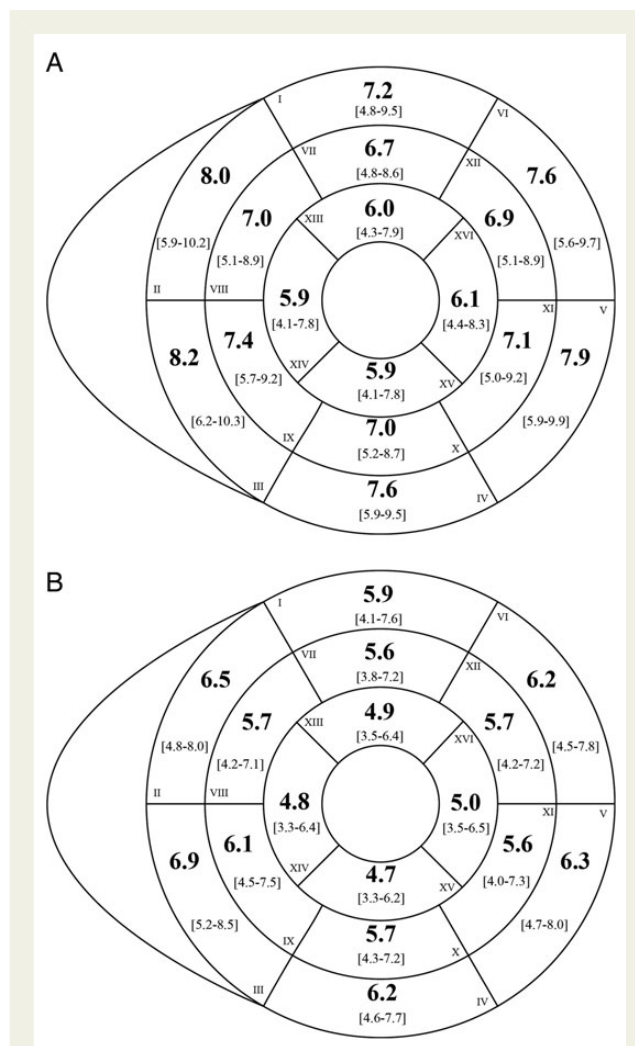 A
I
7.2
[4.8-9.5]
VI
8.0
VII
6.7
[4.8-8.6]
XII
7.6
[5.9-10.2]
7.0
[5.1-8.9]
XIII
6.0
[4.3-7.9]
XVI
6.9
[5.1-8.9]
[5.6-9.7]
II
VIII
5.9
[4.1-7.8]
6.1
[4.4-8.3]
XI
V
8.2
[6.2-10.3]
7.4
[5.7-9.2]
XIV
5.9
[4.1-7.8]
XV
7.1
[5.0-9.2]
7.9
[5.9-9.9]
IX
7.0
[5.2-8.7]
X
III
7.6
[5.9-9.5]
IV
B
I
5.9
[4.1-7.6]
VI
6.5
VII
5.6
[3.8-7.2]
XII
6.2
[4.8-8.0]
5.7
[4.2-7.1]
XIII
4.9
[3.5-6.4]
XVI
5.7
[4.2-7.2]
[4.5-7.8]
II
VIII
4.8
[3.3-6.4]
5.0
[3.5-6.5]
XI
V
6.9
[5.2-8.5]
6.1
[4.5-7.5]
XIV
4.7
[3.3-6.2]
XV
5.6
[4.0-7.3]
6.3
[4.7-8.0]
IX
5.7
[4.3-7.2]
X
III
6.2
[4.6-7.7]
IV